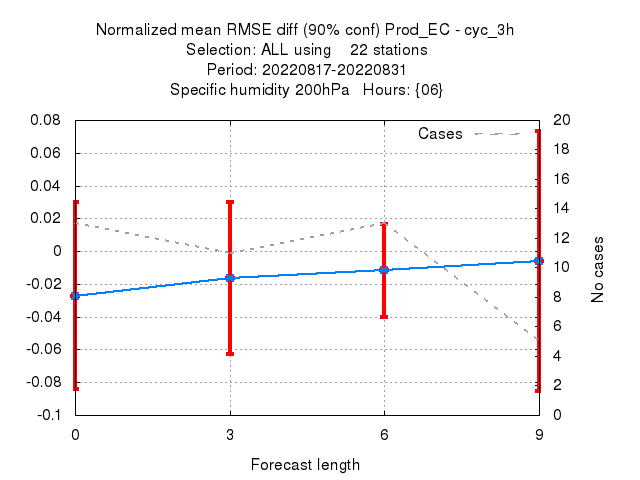 Normalized mean RMSE diff (90% conf) Prod_EC - cyc_3h
Selection: ALL using    22 stations
Period: 20220817-20220831
Specific humidity 200hPa   Hours: {06}
Cases
0.08
0.06
0.04
0.02
0
-0.02
-0.04
-0.06
-0.08
-0.1
20
18
16
14
12
10
8
6
4
2
0
No cases
0 3 6 9
Forecast length